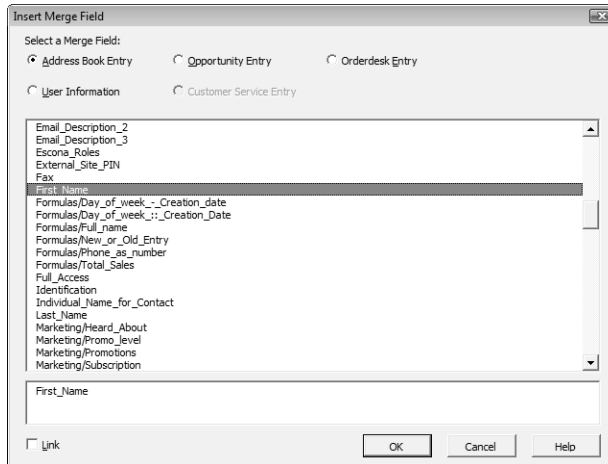 Insert Merge Field
Select a Merge Field:
Address Book Entry Opportunity Entry Orderdesk Entry
User Information Customer Service Entry
Email_Description_2
Email_Description_3
Escona_Roles
External_Site_PIN
Fax
First_Name
Formulas/Day_of_week_-_Creation_date
Formulas/Day_of_week_::_Creation_Date
Formulas/Full_name
Formulas/New_or_Old_Entry
Formulas/Phone_as_number
Formulas/Total_Sales
Full_Access
Identification
Individual_Name_for_Contact
Last_Name
Marketing/Heard_About
Marketing/Promo_level
Marketing/Promotions
Marketing/Subscription
First_Name
Link OK Cancel Help